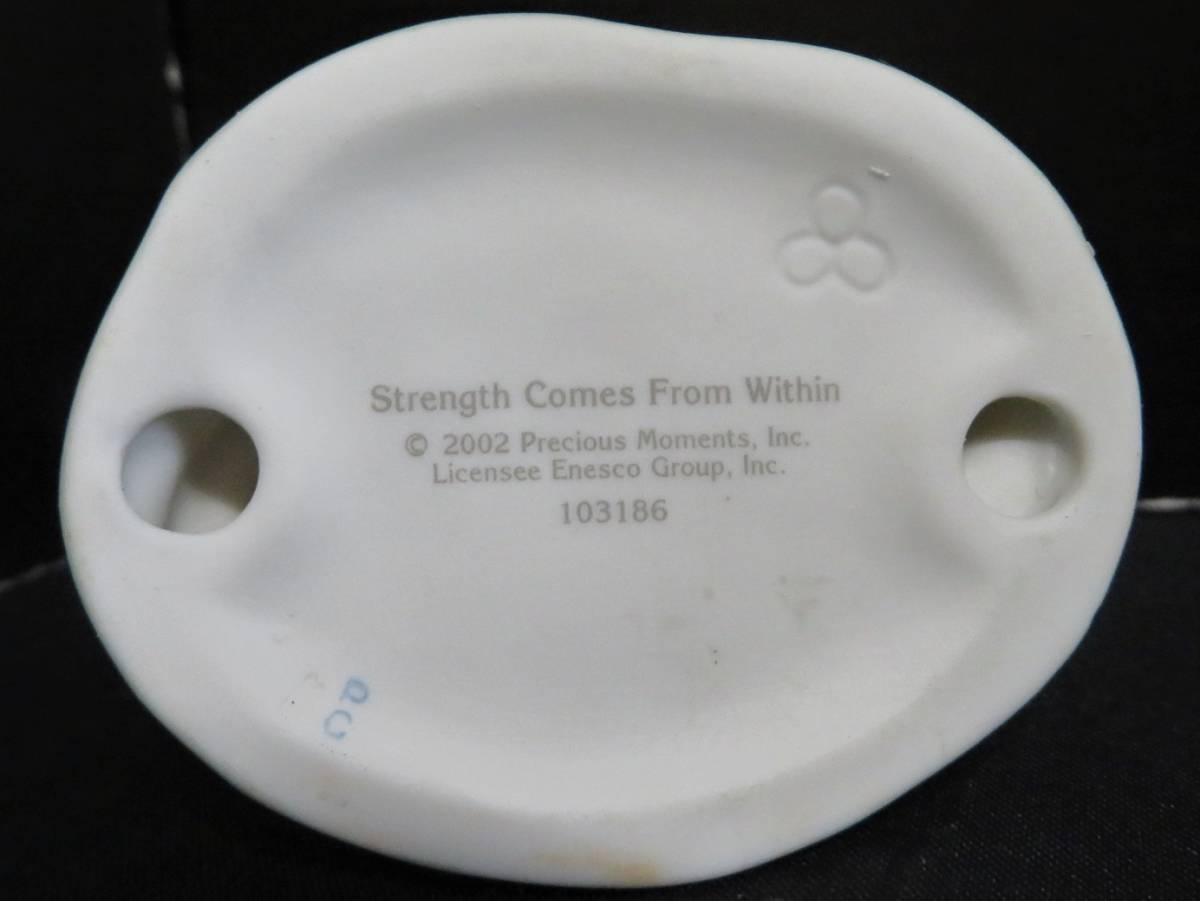 Strength Comes From Within
© 2002 Precious Moments, Inc.
Licensee Enesco Group, Inc.
103186